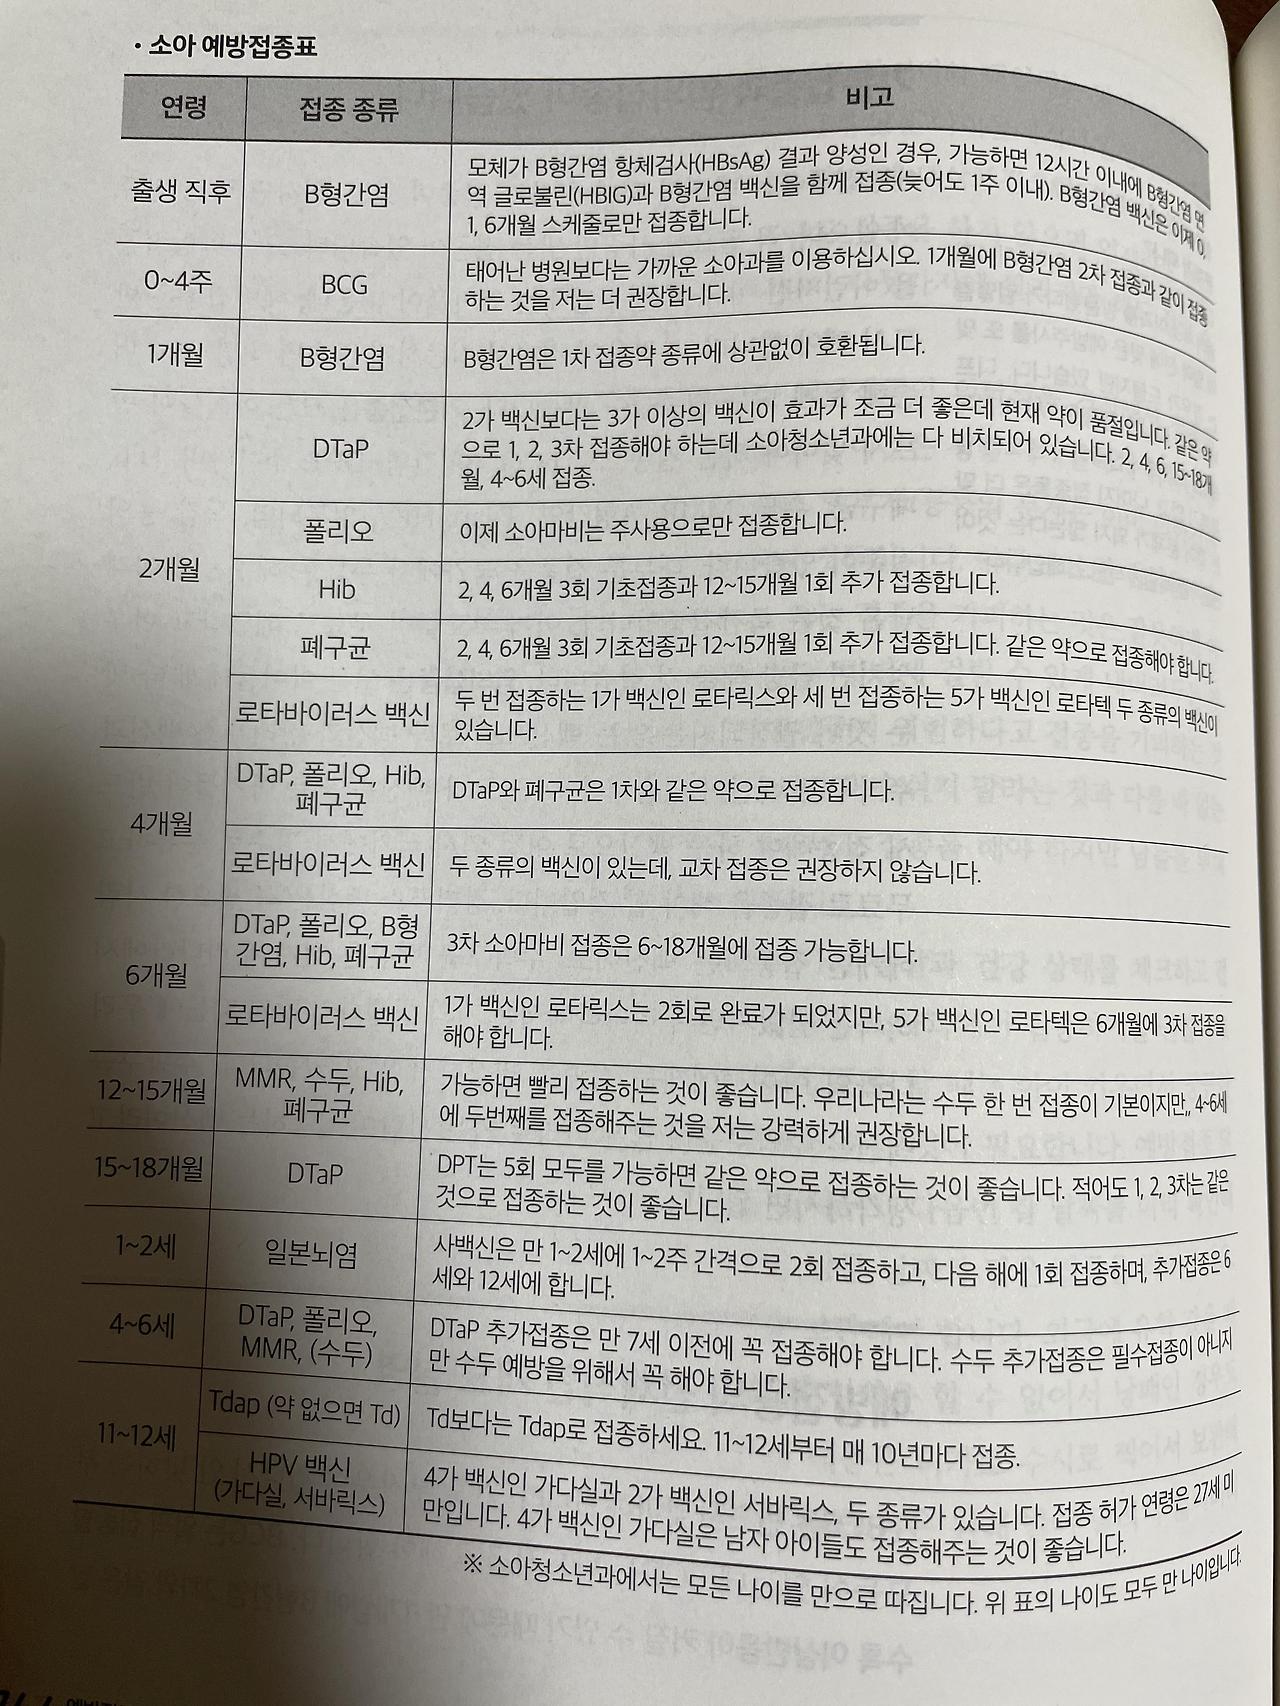 • 소아 예방접종표
연령 접종 종류 비고
출생 직후 B형간염
모체가 B형간염 항체검사(HBsAg) 결과 양성인 경우, 가능하면 12시간 이내에 B형간염 면
역 글로불린(HBIG)과 B형간염 백신을 함께 접종(늦어도 1주 이내). B형간염 백신은 이제 0,
1, 6개월 스케줄로만 접종합니다.
0~4주 BCG
태어난 병원보다는 가까운 소아과를 이용하십시오. 1개월에 B형간염 2차 접종과 같이 접종
하는 것을 저는 더 권장합니다.
1개월 B형간염 B형간염은 1차 접종약 종류에 상관없이 호환됩니다.
2개월
DTaP
2가 백신보다는 3가 이상의 백신이 효과가 조금 더 좋은데 현재 약이 품절입니다. 같은 약
으로 1, 2, 3차 접종해야 하는데 소아청소년과에는 다 비치되어 있습니다. 2, 4, 6, 15~18개
월, 4~6세 접종.
폴리오 이제 소아마비는 주사용으로만 접종합니다.
Hib 2, 4, 6개월 3회 기초접종과 12~15개월 1회 추가 접종합니다.
폐구균 2, 4, 6개월 3회 기초접종과 12~15개월 1회 추가 접종합니다. 같은 약으로 접종해야 합니다.
로타바이러스 백신
두 번 접종하는 1가 백신인 로타릭스와 세 번 접종하는 5가 백신인 로타텍 두 종류의 백신이
있습니다.
4개월
DTaP, 폴리오, Hib,
폐구균
DTaP와 폐구균은 1차와 같은 약으로 접종합니다.
로타바이러스 백신 두 종류의 백신이 있는데, 교차 접종은 권장하지 않습니다.
6개월
DTaP, 폴리오, B형
간염, Hib, 폐구균
3차 소아마비 접종은 6~18개월에 접종 가능합니다.
로타바이러스 백신
1가 백신인 로타릭스는 2회로 완료가 되었지만, 5가 백신인 로타텍은 6개월에 3차 접종을
해야 합니다.
12~15개월
MMR, 수두, Hib,
폐구균
가능하면 빨리 접종하는 것이 좋습니다. 우리나라는 수두 한 번 접종이 기본이지만,, 4~6세
에 두번째를 접종해주는 것을 저는 강력하게 권장합니다.
15~18개월 DTaP
DPT는 5회 모두를 가능하면 같은 약으로 접종하는 것이 좋습니다. 적어도 1, 2, 3차는 같은
것으로 접종하는 것이 좋습니다.
1~2세 일본뇌염
사백신은 만 1~2세에 1~2주 간격으로 2회 접종하고, 다음 해에 1회 접종하며, 추가접종은 6
세와 12세에 합니다.
4~6세
DTaP, 폴리오,
MMR, (수두)
DTaP 추가접종은 만 7세 이전에 꼭 접종해야 합니다. 수두 추가접종은 필수접종이 아니지
만 수두 예방을 위해서 꼭 해야 합니다.
11~12세
Tdap (약 없으면 Td) Td보다는 Tdap로 접종하세요. 11~12세부터 매 10년마다 접종.
HPV 백신
(가다실, 서바릭스)
4가 백신인 가다실과 2가 백신인 서바릭스, 두 종류가 있습니다. 접종 허가 연령은 27세 미
만입니다. 4가 백신인 가다실은 남자 아이들도 접종해주는 것이 좋습니다.
※ 소아청소년과에서는 모든 나이를 만으로 따집니다. 위 표의 나이도 모두 만 나이입니다.